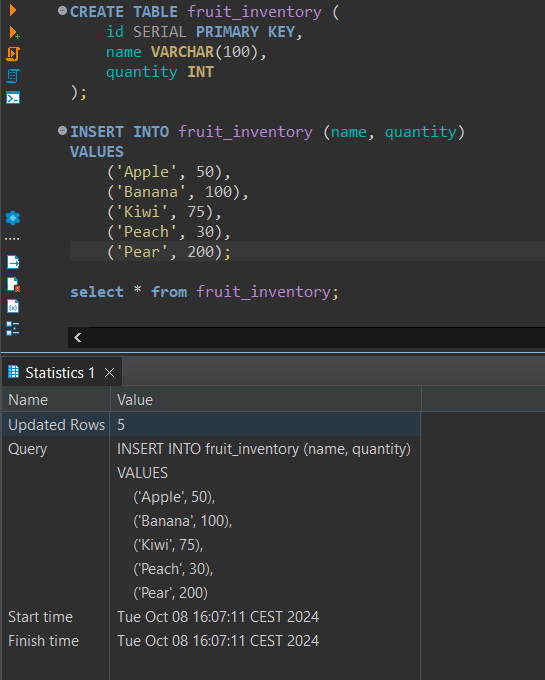 CREATE TABLE fruit_inventory (
    id SERIAL PRIMARY KEY,
    name VARCHAR(100),
    quantity INT
);
INSERT INTO fruit_inventory (name, quantity)
VALUES
    ('Apple', 50),
    ('Banana', 100),
    ('Kiwi', 75),
    ('Peach', 30),
    ('Pear', 200);
select * from fruit_inventory;
Statistics 1
Name Value
Updated Rows 5
Query INSERT INTO fruit_inventory (name, quantity)
VALUES
    ('Apple', 50),
    ('Banana', 100),
    ('Kiwi', 75),
    ('Peach', 30),
    ('Pear', 200)
Start time Tue Oct 08 16:07:11 CEST 2024
Finish time Tue Oct 08 16:07:11 CEST 2024